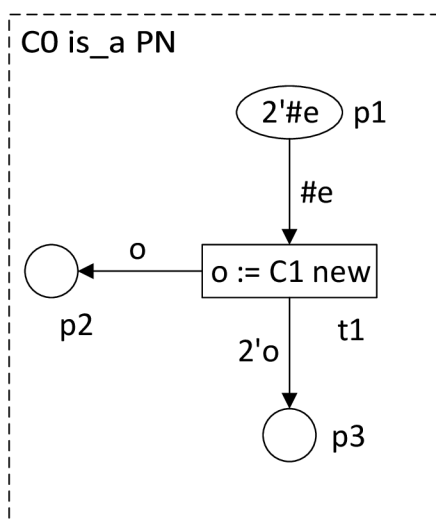 C0 is_a PN
2'#e
p1
#e
o
o := C1 new
p2
t1
2'o
p3